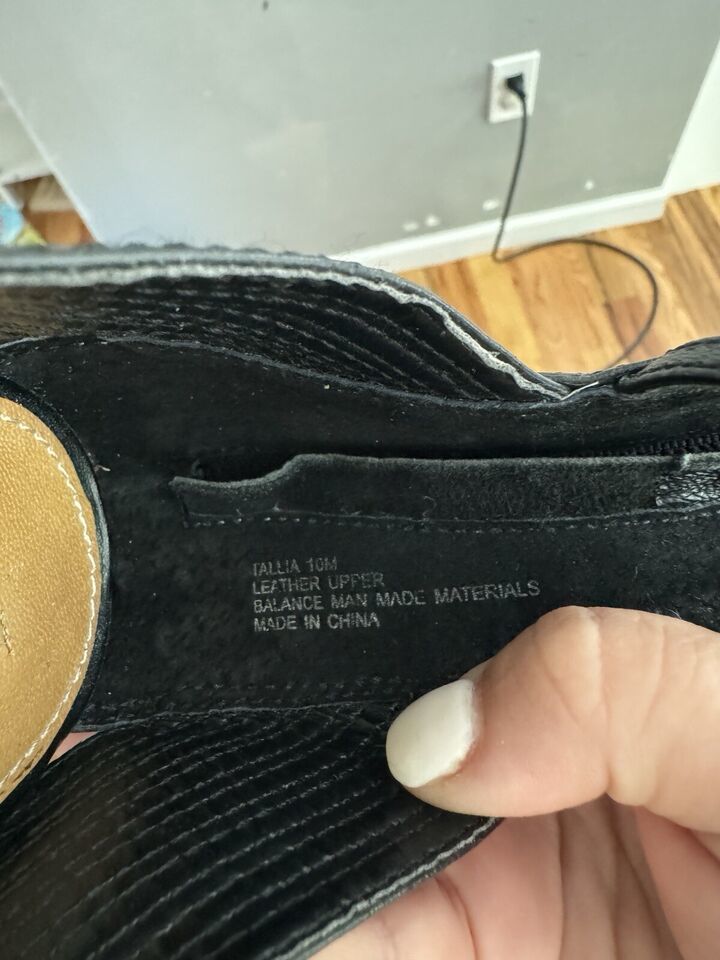 TALLIA 10M
LEATHER UPPER
BALANCE MAN MADE MATERIALS
MADE IN CHINA